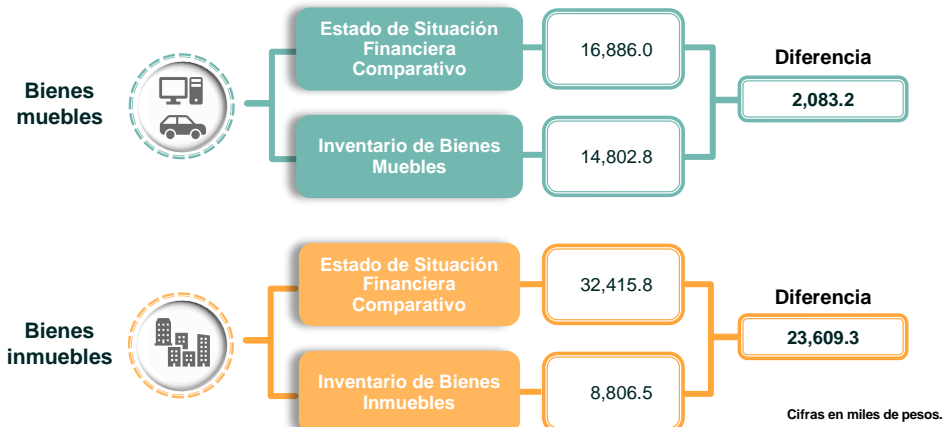 Bienes
muebles
Estado de Situación
Financiera
Comparativo
16,886.0
Inventario de Bienes
Muebles
14,802.8
Diferencia
2,083.2
Bienes
inmuebles
Estado de Situación
Financiera
Comparativo
32,415.8
Inventario de Bienes
Inmuebles
8,806.5
Diferencia
23,609.3
Cifras en miles de pesos.